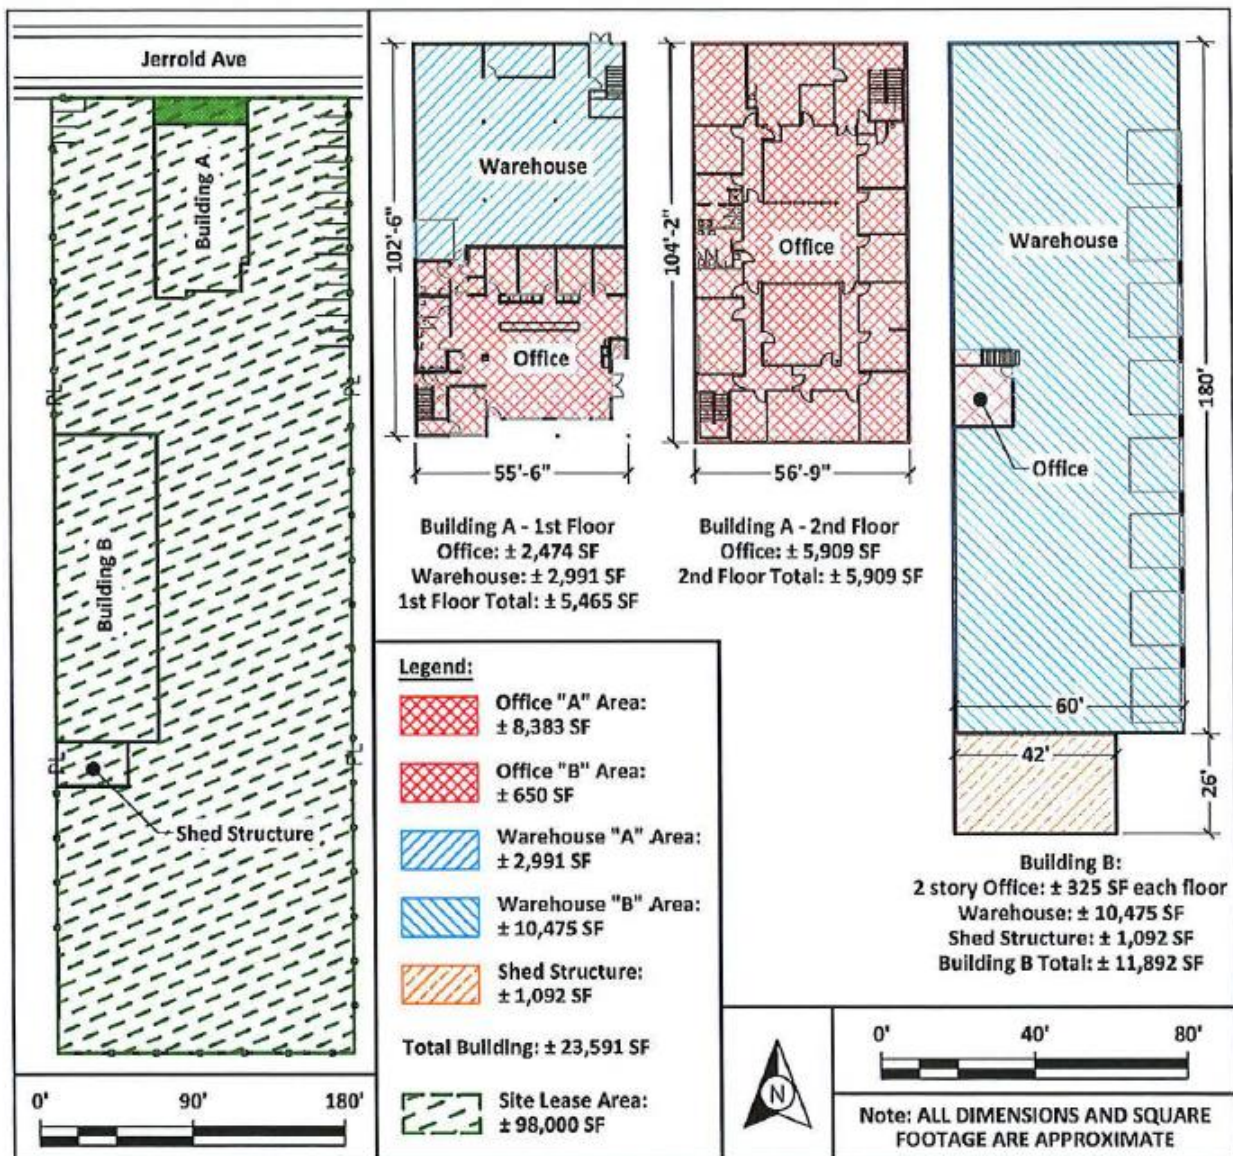 Jerrold Ave
Building A
PL
PL
Building B
PL
PL
Shed Structure
0' 90' 180'
102'-6"
Warehouse
Office
55'-6"
Building A - 1st Floor
Office: ± 2,474 SF
Warehouse: ± 2,991 SF
1st Floor Total: ± 5,465 SF
104'-2"
Office
56'-9"
Building A - 2nd Floor
Office: ± 5,909 SF
2nd Floor Total: ± 5,909 SF
Warehouse
Office
180'
60'
42'
26'
Building B:
2 story Office: ± 325 SF each floor
Warehouse: ± 10,475 SF
Shed Structure: ± 1,092 SF
Building B Total: ± 11,892 SF
Legend:
Office "A" Area:
± 8,383 SF
Office "B" Area:
± 650 SF
Warehouse "A" Area:
± 2,991 SF
Warehouse "B" Area:
± 10,475 SF
Shed Structure:
± 1,092 SF
Total Building: ± 23,591 SF
Site Lease Area:
± 98,000 SF
N
0' 40' 80'
Note: ALL DIMENSIONS AND SQUARE
FOOTAGE ARE APPROXIMATE